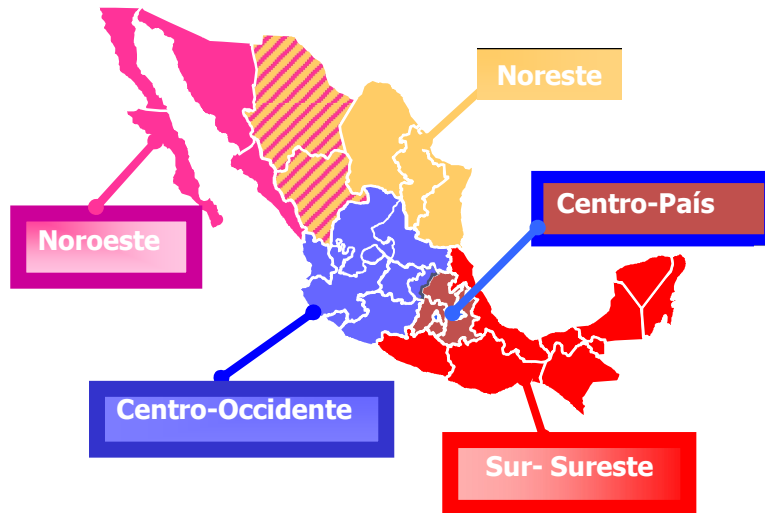 Noreste
Centro-País
Noroeste
Centro-Occidente
Sur- Sureste